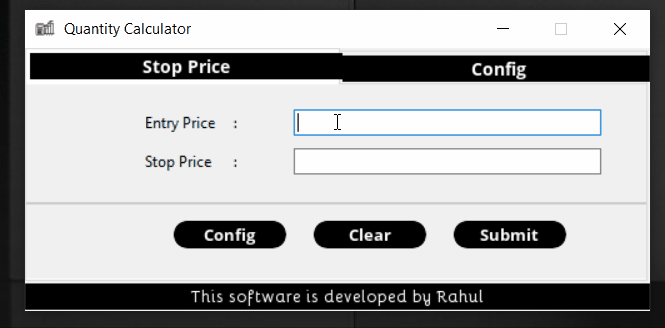 Quantity Calculator
Stop Price Config
Entry Price :
Stop Price :
Config Clear Submit
This software is developed by Rahul